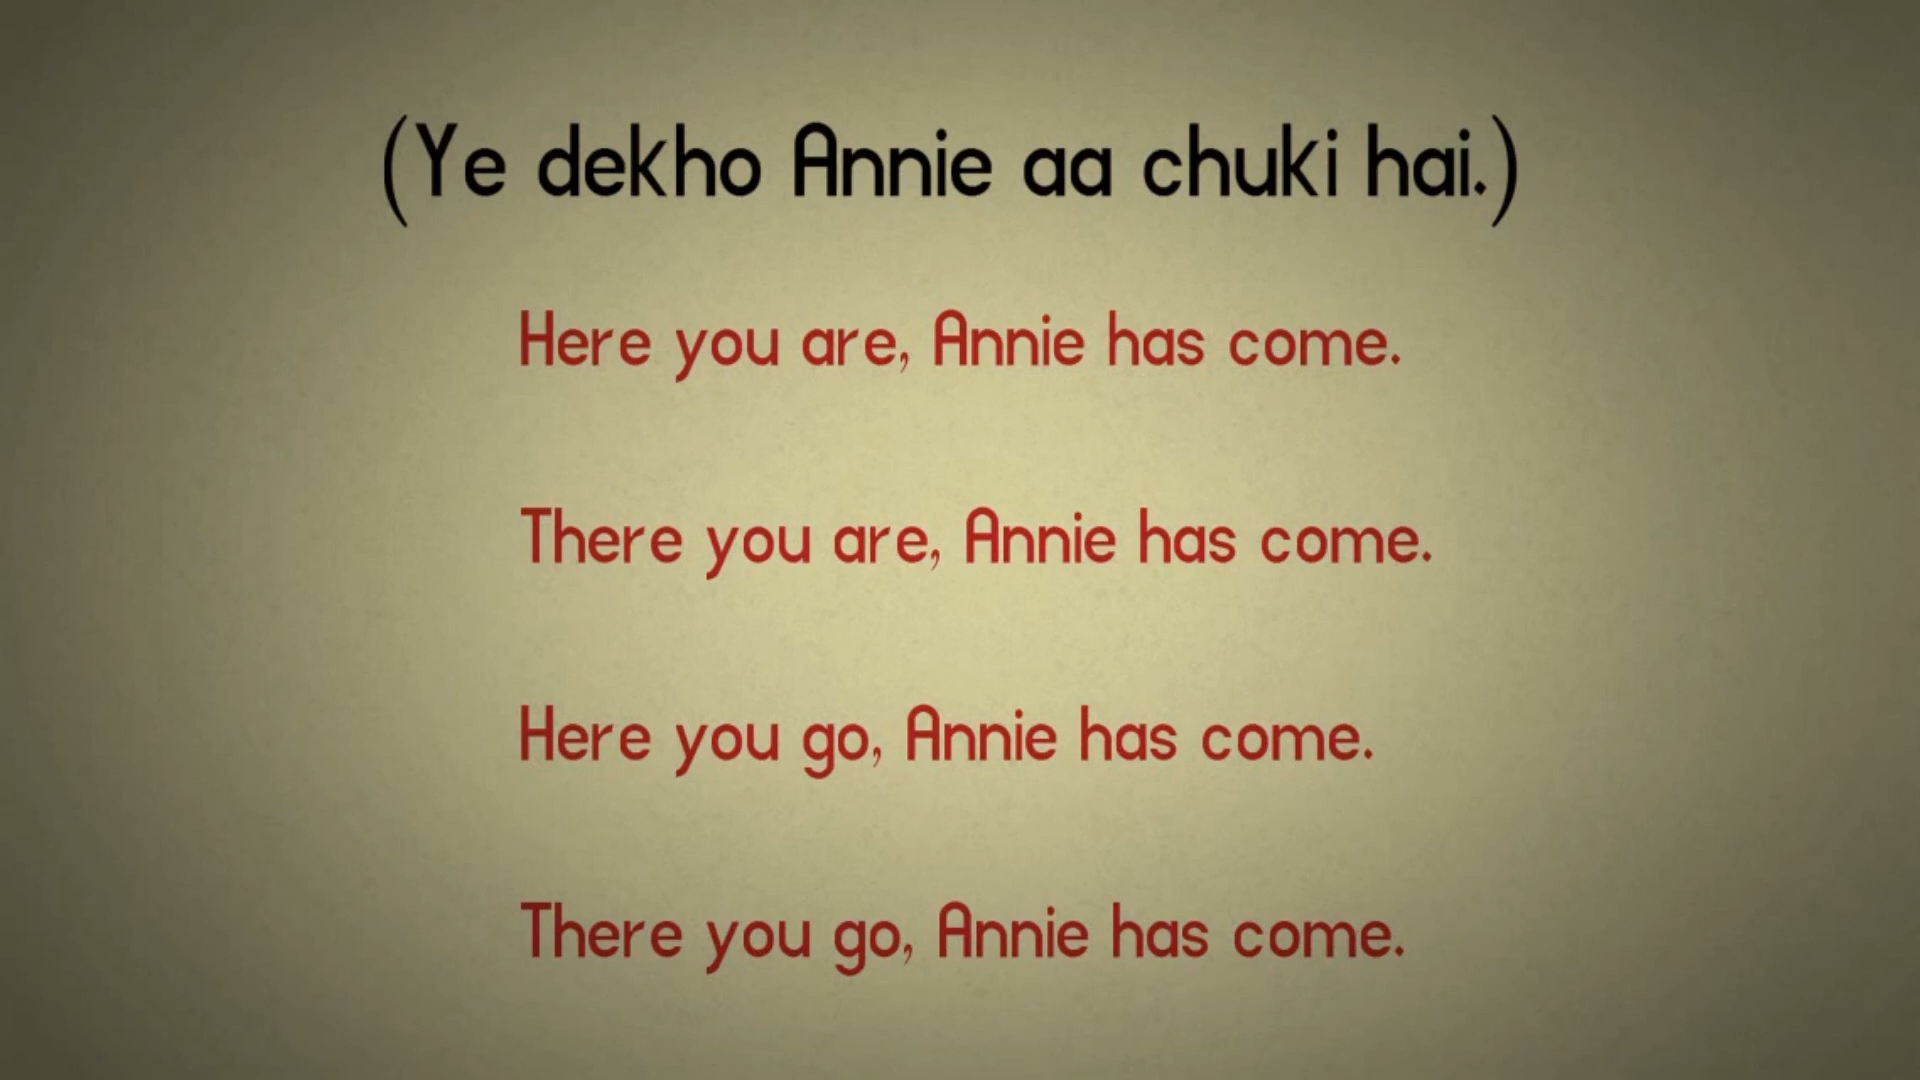 (Ye dekho Annie aa chuki hai.)
Here you are, Annie has come.
There you are, Annie has come.
Here you go, Annie has come.
There you go, Annie has come.